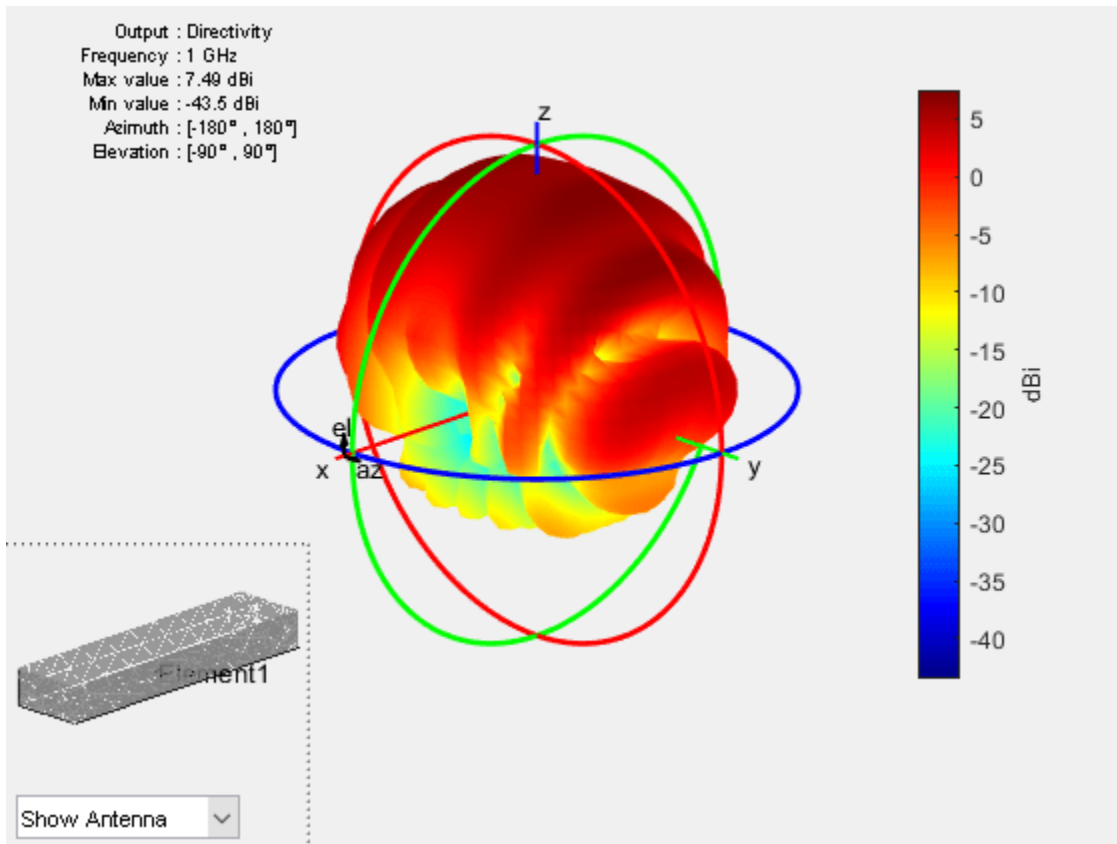 Output : Directivity
Frequency : 1 GHz
Max value : 7.49 dBi
Min value : -43.5 dBi
Azimuth : [-180° , 180°]
Elevation : [-90° , 90°]
z
5
0
-5
-10
-15
-20
-25
-30
-35
-40
dBi
el
x
az
y
Element1
Show Antenna